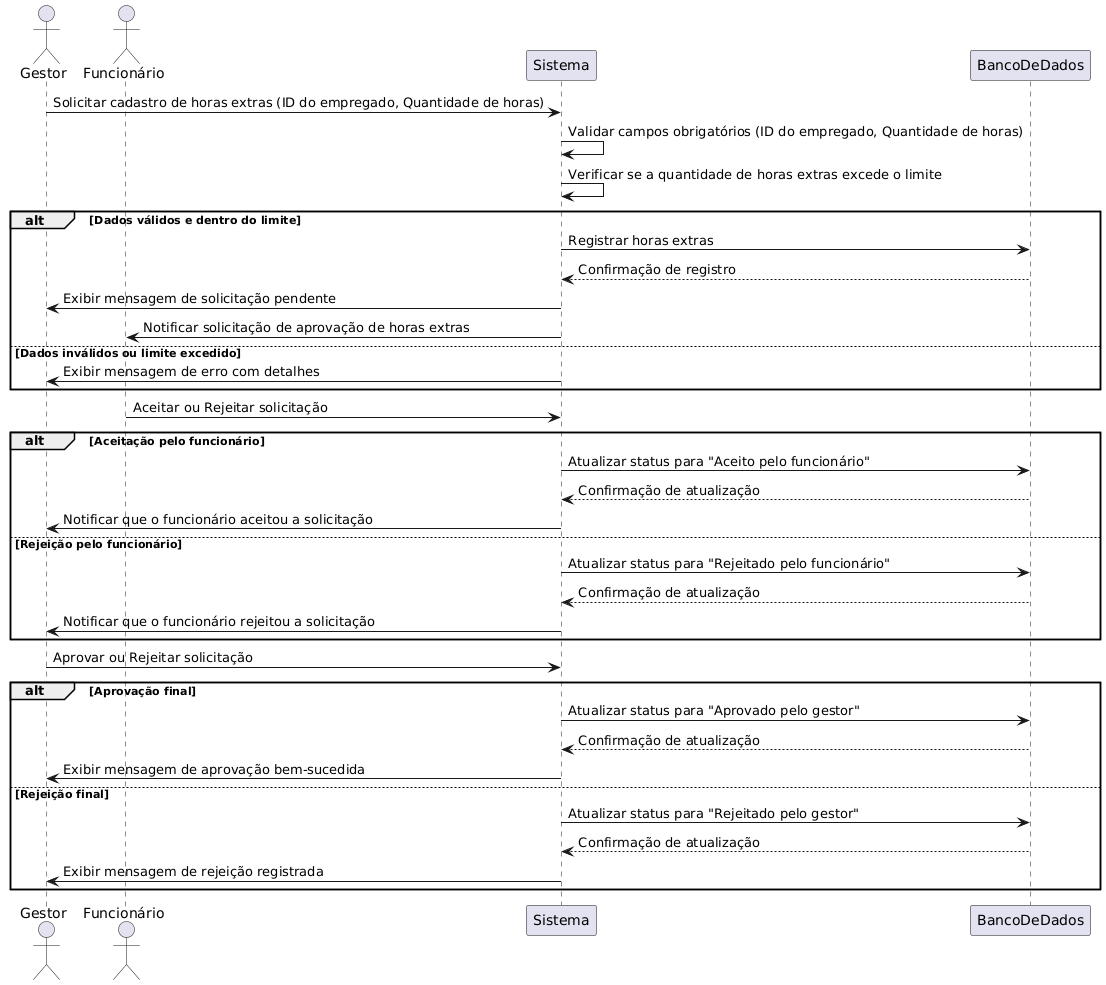 Gestor
Funcionário
Sistema
BancoDeDados
Solicitar cadastro de horas extras (ID do empregado, Quantidade de horas)
Validar campos obrigatórios (ID do empregado, Quantidade de horas)
Verificar se a quantidade de horas extras excede o limite
alt [Dados válidos e dentro do limite]
Registrar horas extras
Confirmação de registro
Exibir mensagem de solicitação pendente
Notificar solicitação de aprovação de horas extras
[Dados inválidos ou limite excedido]
Exibir mensagem de erro com detalhes
Aceitar ou Rejeitar solicitação
alt [Aceitação pelo funcionário]
Atualizar status para "Aceito pelo funcionário"
Confirmação de atualização
Notificar que o funcionário aceitou a solicitação
[Rejeição pelo funcionário]
Atualizar status para "Rejeitado pelo funcionário"
Confirmação de atualização
Notificar que o funcionário rejeitou a solicitação
Aprovar ou Rejeitar solicitação
alt [Aprovação final]
Atualizar status para "Aprovado pelo gestor"
Confirmação de atualização
Exibir mensagem de aprovação bem-sucedida
[Rejeição final]
Atualizar status para "Rejeitado pelo gestor"
Confirmação de atualização
Exibir mensagem de rejeição registrada
Gestor
Funcionário
Sistema
BancoDeDados